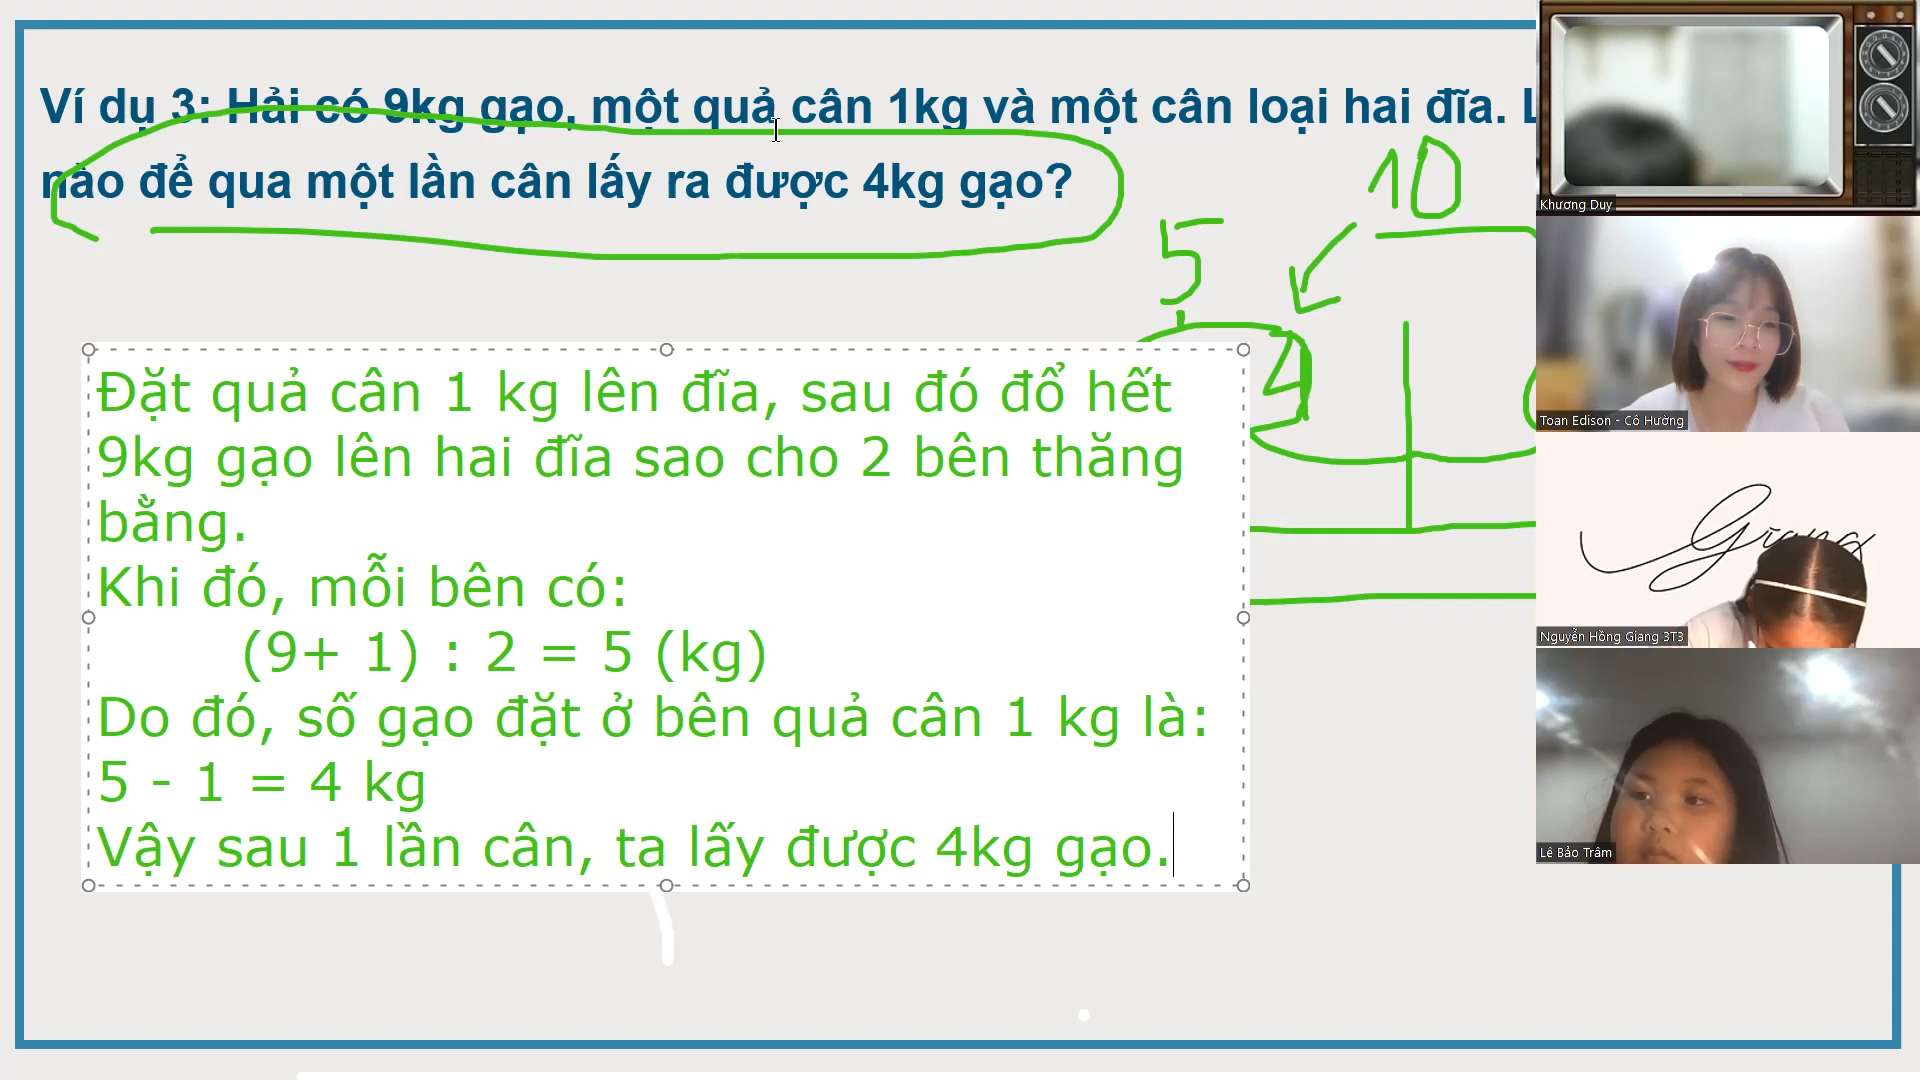 Ví dụ 3: Hải có 9kg gạo, một quả cân 1kg và một cân loại hai đĩa. L
nào để qua một lần cân lấy ra được 4kg gạo?
10
5
4
Đặt quả cân 1 kg lên đĩa, sau đó đổ hết
9kg gạo lên hai đĩa sao cho 2 bên thăng
bằng.
Khi đó, mỗi bên có:
(9+ 1) : 2 = 5 (kg)
Do đó, số gạo đặt ở bên quả cân 1 kg là:
5 - 1 = 4 kg
Vậy sau 1 lần cân, ta lấy được 4kg gạo.
Khương Duy
Toan Edison - Cô Hường
Giang
Nguyễn Hồng Giang 3T3
Lê Bảo Trâm